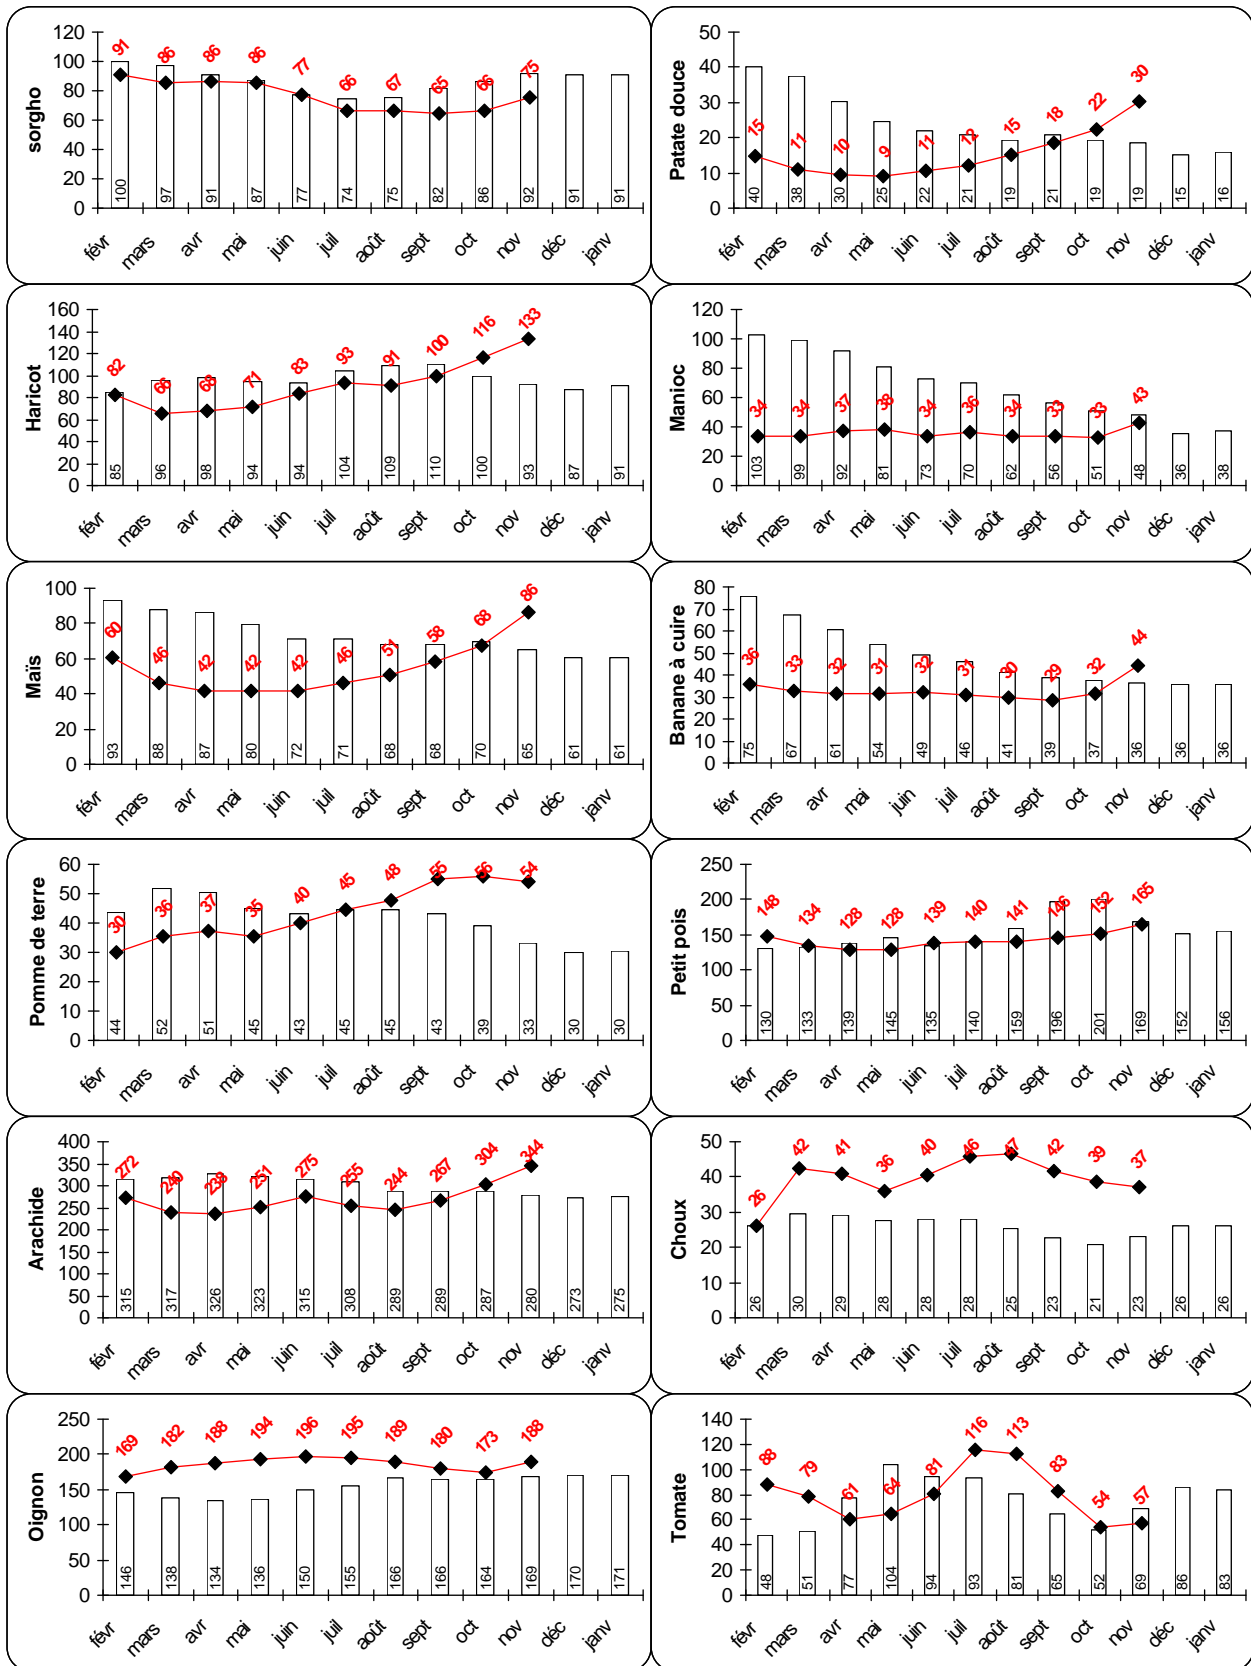 sorgho
120
100
80
60
40
20
0
91 86 86 86 77 66 67 65 66 75
100 97 91 87 77 74 75 82 86 92 91 91
févr mars avr mai juin juil août sept oct nov déc janv
Patate douce
50
40
30
20
10
0
15 11 10 9 11 12 15 18 22 30
40 38 30 25 22 21 19 21 19 19 15 16
févr mars avr mai juin juil août sept oct nov déc janv
Haricot
160
140
120
100
80
60
40
20
0
82 66 68 71 83 93 91 100 116 133
85 96 98 94 94 104 109 110 100 93 87 91
févr mars avr mai juin juil août sept oct nov déc janv
Manioc
120
100
80
60
40
20
0
34 34 37 38 34 36 34 33 33 43
103 99 92 81 73 70 62 56 51 48 36 38
févr mars avr mai juin juil août sept oct nov déc janv
Maïs
100
80
60
40
20
0
60 46 42 42 42 46 51 58 68 86
93 88 87 80 72 71 68 68 70 65 61 61
févr mars avr mai juin juil août sept oct nov déc janv
Banane à cuire
80
70
60
50
40
30
20
10
0
36 33 32 31 32 31 30 29 32 44
75 67 61 54 49 46 41 39 37 36 36 36
févr mars avr mai juin juil août sept oct nov déc janv
Pomme de terre
60
50
40
30
20
10
0
30 36 37 35 40 45 48 55 56 54
44 52 51 45 43 45 45 43 39 33 30 30
févr mars avr mai juin juil août sept oct nov déc janv
Petit pois
250
200
150
100
50
0
148 134 128 128 139 140 141 146 152 165
130 133 139 145 135 140 159 196 201 169 152 156
févr mars avr mai juin juil août sept oct nov déc janv
Arachide
400
350
300
250
200
150
100
50
0
272 240 238 251 275 255 244 267 304 344
315 317 326 323 315 308 289 289 287 280 273 275
févr mars avr mai juin juil août sept oct nov déc janv
Choux
50
40
30
20
10
0
26 42 41 36 40 46 47 42 39 37
26 30 29 28 28 28 25 23 21 23 26 26
févr mars avr mai juin juil août sept oct nov déc janv
Oignon
250
200
150
100
50
0
169 182 188 194 196 195 189 180 173 188
146 138 134 136 150 155 166 166 164 169 170 171
févr mars avr mai juin juil août sept oct nov déc janv
Tomate
140
120
100
80
60
40
20
0
88 79 61 64 81 116 113 83 54 57
48 51 77 104 94 93 81 65 52 69 86 83
févr mars avr mai juin juil août sept oct nov déc janv